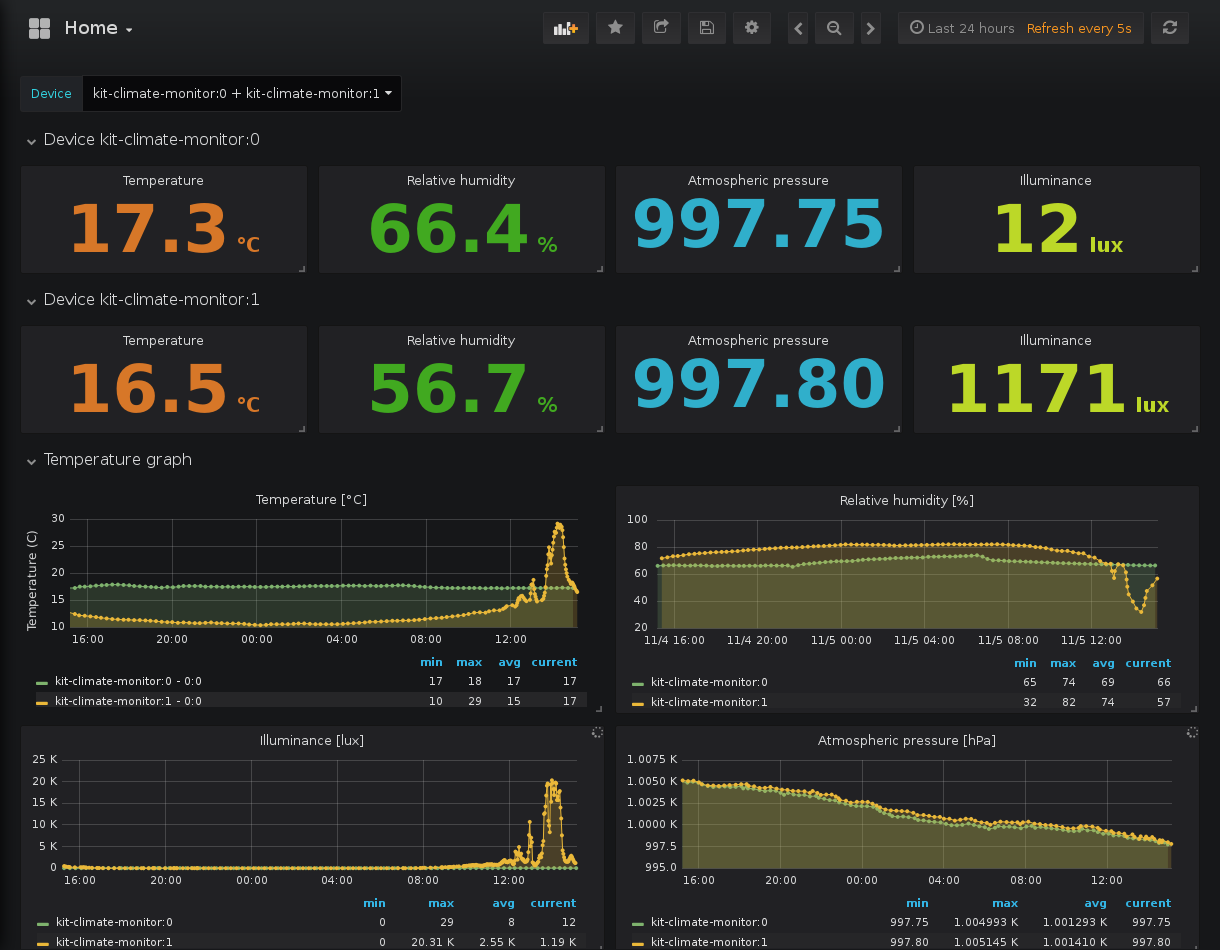 Home
Last 24 hours Refresh every 5s
Device kit-climate-monitor:0 + kit-climate-monitor:1
Device kit-climate-monitor:0
Temperature Relative humidity Atmospheric pressure Illuminance
17.3 °C 66.4 % 997.75 12 lux
Device kit-climate-monitor:1
Temperature Relative humidity Atmospheric pressure Illuminance
16.5 °C 56.7 % 997.80 1171 lux
Temperature graph
Temperature [°C]
Temperature (C)
30
25
20
15
10
16:00 20:00 00:00 04:00 08:00 12:00
min max avg current
kit-climate-monitor:0 - 0:0 17 18 17 17
kit-climate-monitor:1 - 0:0 10 29 15 17
Relative humidity [%]
100
80
60
40
20
11/4 16:00 11/4 20:00 11/5 00:00 11/5 04:00 11/5 08:00 11/5 12:00
min max avg current
kit-climate-monitor:0 65 74 69 66
kit-climate-monitor:1 32 82 74 57
Illuminance [lux]
25 K
20 K
15 K
10 K
5 K
0
16:00 20:00 00:00 04:00 08:00 12:00
min max avg current
kit-climate-monitor:0 0 29 8 12
kit-climate-monitor:1 0 20.31 K 2.55 K 1.19 K
Atmospheric pressure [hPa]
1.0075 K
1.0050 K
1.0025 K
1.0000 K
997.5
995.0
16:00 20:00 00:00 04:00 08:00 12:00
min max avg current
kit-climate-monitor:0 997.75 1.004993 K 1.001293 K 997.75
kit-climate-monitor:1 997.80 1.005145 K 1.001410 K 997.80